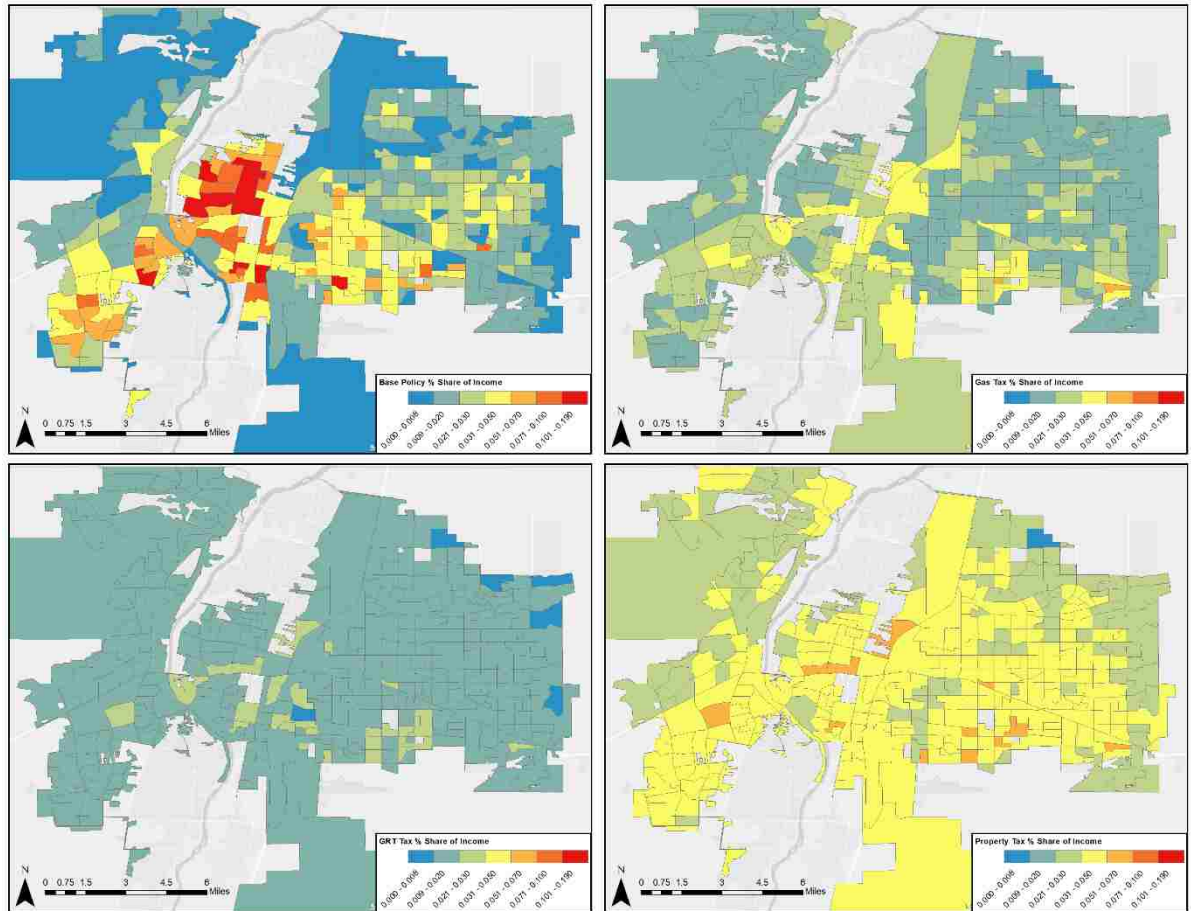 Base Policy % Share of Income
0.000 - 0.008
0.009 - 0.020
0.021 - 0.030
0.031 - 0.050
0.051 - 0.070
0.071 - 0.100
0.101 - 0.190
N
0 0.75 1.5 3 4.5 6
Miles
Gas Tax % Share of Income
0.000 - 0.008
0.009 - 0.020
0.021 - 0.030
0.031 - 0.050
0.051 - 0.070
0.071 - 0.100
0.101 - 0.190
N
0 0.75 1.5 3 4.5 6
Miles
GRT Tax % Share of Income
0.000 - 0.008
0.009 - 0.020
0.021 - 0.030
0.031 - 0.050
0.051 - 0.070
0.071 - 0.100
0.101 - 0.190
N
0 0.75 1.5 3 4.5 6
Miles
Property Tax % Share of Income
0.000 - 0.008
0.009 - 0.020
0.021 - 0.030
0.031 - 0.050
0.051 - 0.070
0.071 - 0.100
0.101 - 0.190
N
0 0.75 1.5 3 4.5 6
Miles